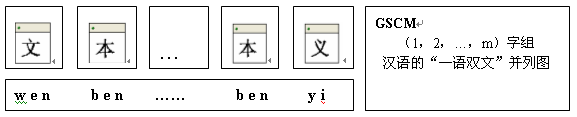 文 本 … 本 义
wen ben …… ben yi
GSCM
（1，2，…，m）字组
汉语的“一语双文”并列图